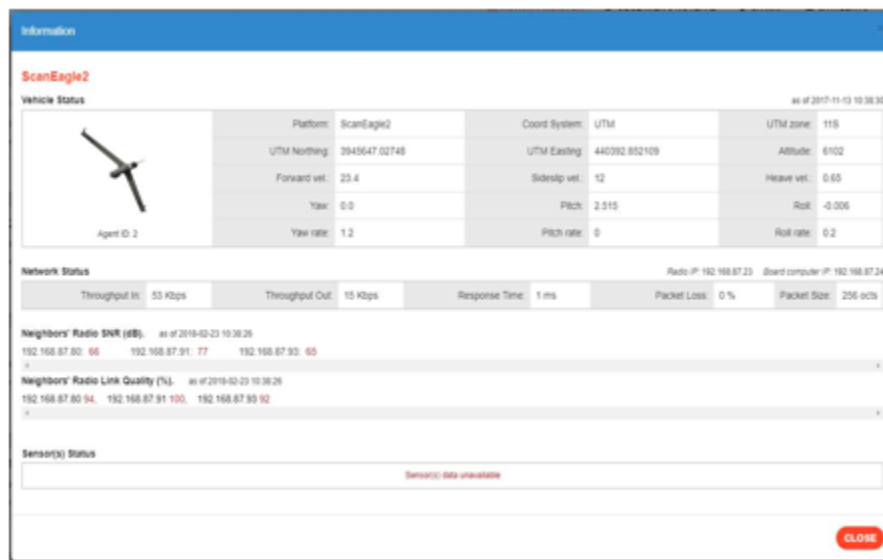 Information
ScanEagle2
Vehicle Status as of 2017-11-13 10:38:30
Platform: ScanEagle2 Coord System: UTM UTM zone: 11S
UTM Northing: 3945647.02748 UTM Easting: 440392.852109 Altitude: 6102
Forward vel.: 23.4 Sideslip vel.: 12 Heave vel.: 0.65
Yaw: 0.0 Pitch: 2.515 Roll: -0.006
Agent ID: 2 Yaw rate: 1.2 Pitch rate: 0 Roll rate: 0.2
Network Status Radio IP: 192.168.87.23 Board computer IP: 192.168.87.24
Throughput In: 53 Kbps Throughput Out: 15 Kbps Response Time: 1 ms Packet Loss: 0 % Packet Size: 256 octs
Neighbors' Radio SNR (dB). as of 2018-02-23 10:38:26
192.168.87.80: 66 192.168.87.91: 77 192.168.87.93: 65
Neighbors' Radio Link Quality (%). as of 2018-02-23 10:38:26
192.168.87.80 94, 192.168.87.91 100, 192.168.87.93 92
Sensor(s) Status
Sensor(s) data unavailable
CLOSE